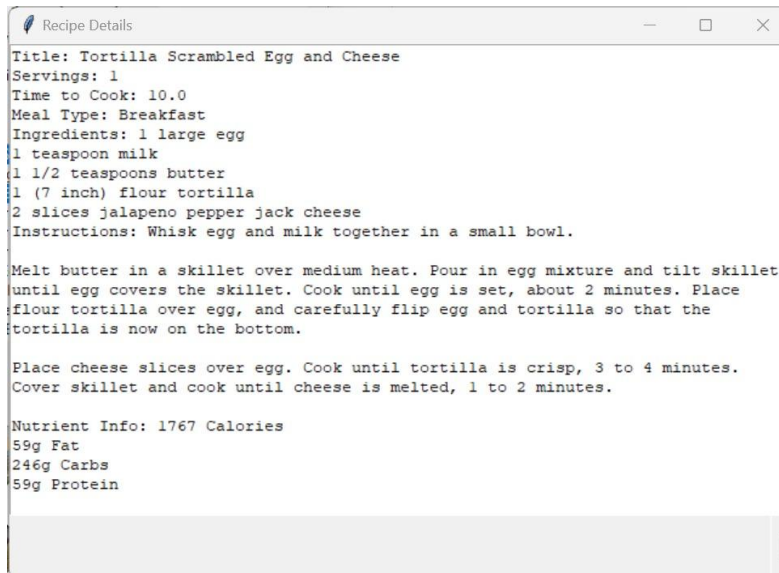 Recipe Details
Title: Tortilla Scrambled Egg and Cheese
Servings: 1
Time to Cook: 10.0
Meal Type: Breakfast
Ingredients: 1 large egg
1 teaspoon milk
1 1/2 teaspoons butter
1 (7 inch) flour tortilla
2 slices jalapeno pepper jack cheese
Instructions: Whisk egg and milk together in a small bowl.
Melt butter in a skillet over medium heat. Pour in egg mixture and tilt skillet
until egg covers the skillet. Cook until egg is set, about 2 minutes. Place
flour tortilla over egg, and carefully flip egg and tortilla so that the
tortilla is now on the bottom.
Place cheese slices over egg. Cook until tortilla is crisp, 3 to 4 minutes.
Cover skillet and cook until cheese is melted, 1 to 2 minutes.
Nutrient Info: 1767 Calories
59g Fat
246g Carbs
59g Protein